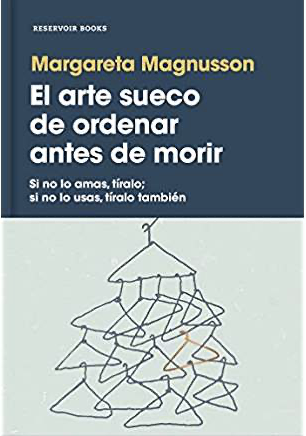 RESERVOIR BOOKS
Margareta Magnusson
El arte sueco
de ordenar
antes de morir
Si no lo amas, tíralo;
si no lo usas, tíralo también